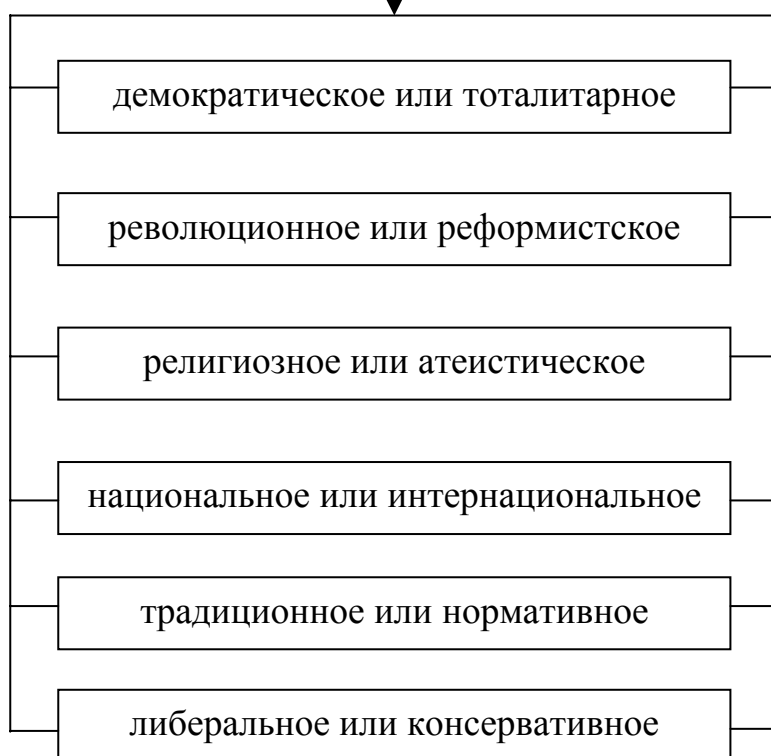 демократическое или тоталитарное
революционное или реформистское
религиозное или атеистическое
национальное или интернациональное
традиционное или нормативное
либеральное или консервативное